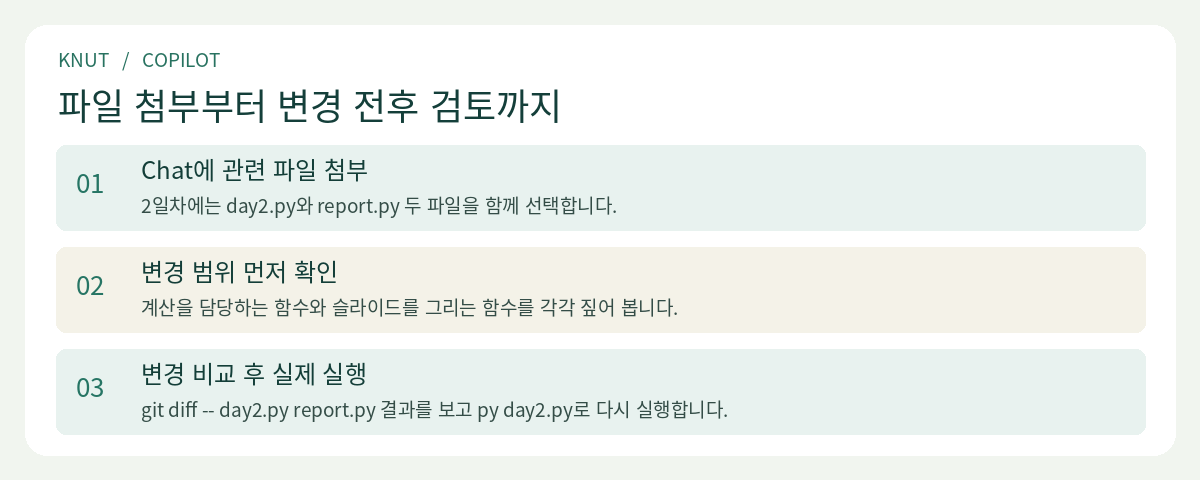 KNUT / COPILOT
파일 첨부부터 변경 전후 검토까지
01
Chat에 관련 파일 첨부
2일차에는 day2.py와 report.py 두 파일을 함께 선택합니다.
02
변경 범위 먼저 확인
계산을 담당하는 함수와 슬라이드를 그리는 함수를 각각 짚어 봅니다.
03
변경 비교 후 실제 실행
git diff -- day2.py report.py 결과를 보고 py day2.py로 다시 실행합니다.